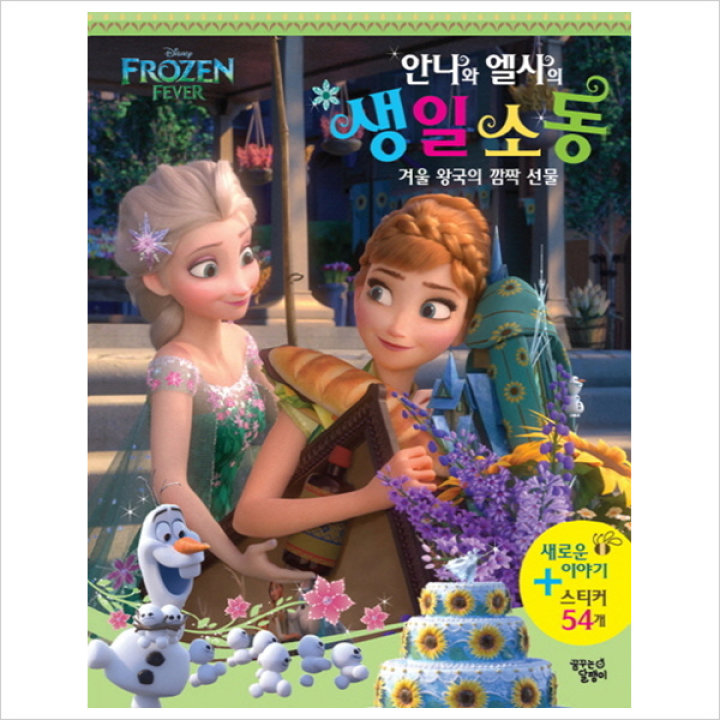 Disney
FROZEN
FEVER
안나와 엘사의
생일 소동
겨울 왕국의 깜짝 선물
새로운
이야기
+
스티커
54개
꿈꾸는
달팽이